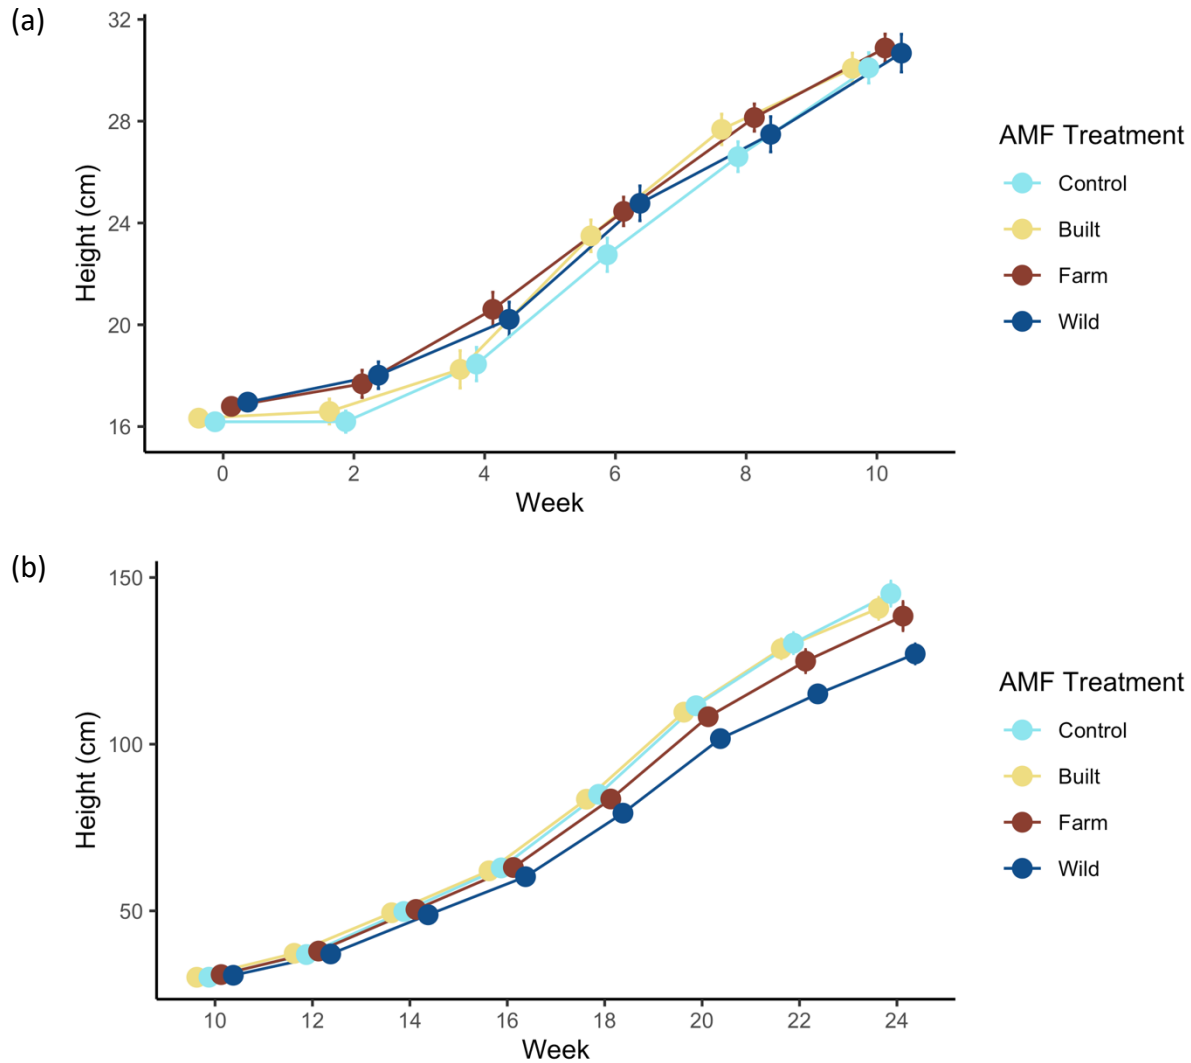 (a)
32
28
24
20
16
Height (cm)
0 2 4 6 8 10
Week
AMF Treatment
Control
Built
Farm
Wild
(b)
150
100
50
Height (cm)
10 12 14 16 18 20 22 24
Week
AMF Treatment
Control
Built
Farm
Wild